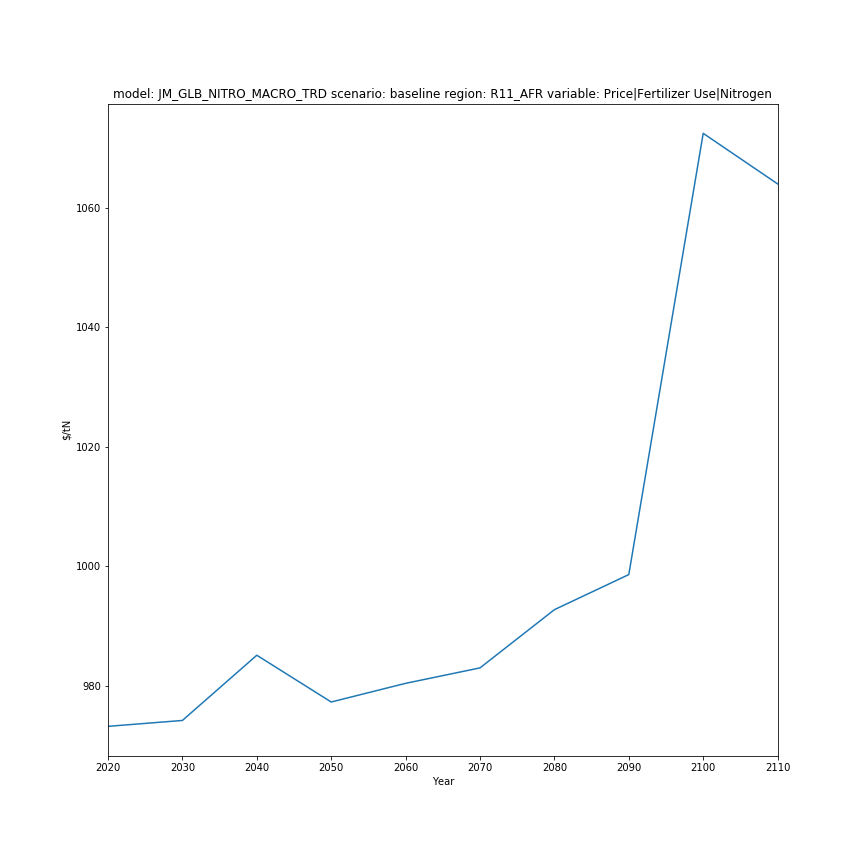 model: JM_GLB_NITRO_MACRO_TRD scenario: baseline region: R11_AFR variable: Price|Fertilizer Use|Nitrogen
1060
1040
1020
1000
980
$/tN
2020 2030 2040 2050 2060 2070 2080 2090 2100 2110
Year